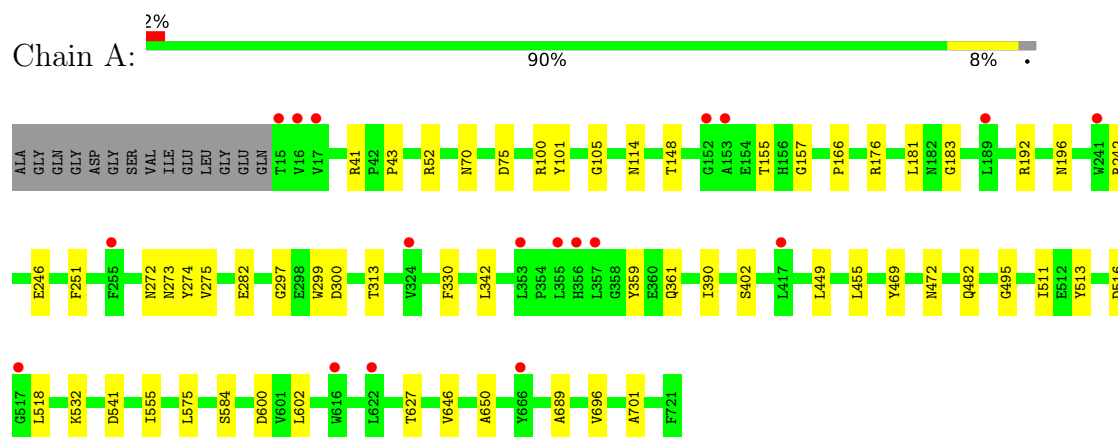 2%
Chain A:
90% 8% •
ALA GLY GLN GLY ASP GLY SER VAL ILE GLU LEU GLY GLU GLN T15 V16 V17 R41 P42 P43 R52 N70 D75 R100 Y101 G105 N114 T148 G152 A153 E154 T155 H156 G157 P166 R176 L181 N182 G183 L189 R192 N196 W241
E246 F251 F255 N272 N273 Y274 V275 E282 G297 E298 W299 D300 T313 V324 F330 L342 L353 P354 L355 H356 L357 G358 Y359 E360 Q361 I390 S402 L417 L449 L455 Y469 N472 Q482 G495 I511 E512 Y513 D516
G517 L518 K532 D541 I555 L575 S584 D600 V601 L602 W616 L622 T627 V646 A650 Y666 A689 V696 A701 F721